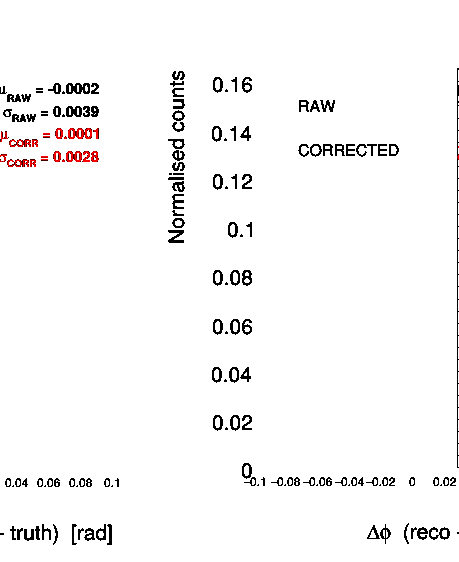 μRAW = -0.0002
σRAW = 0.0039
μCORR = 0.0001
σCORR = 0.0028
0.04 0.06 0.08 0.1
- truth) [rad]
Normalised counts
0.16
0.14
0.12
0.1
0.08
0.06
0.04
0.02
0
RAW
CORRECTED
−0.1 −0.08 −0.06 −0.04 −0.02 0 0.02
Δϕ (reco -